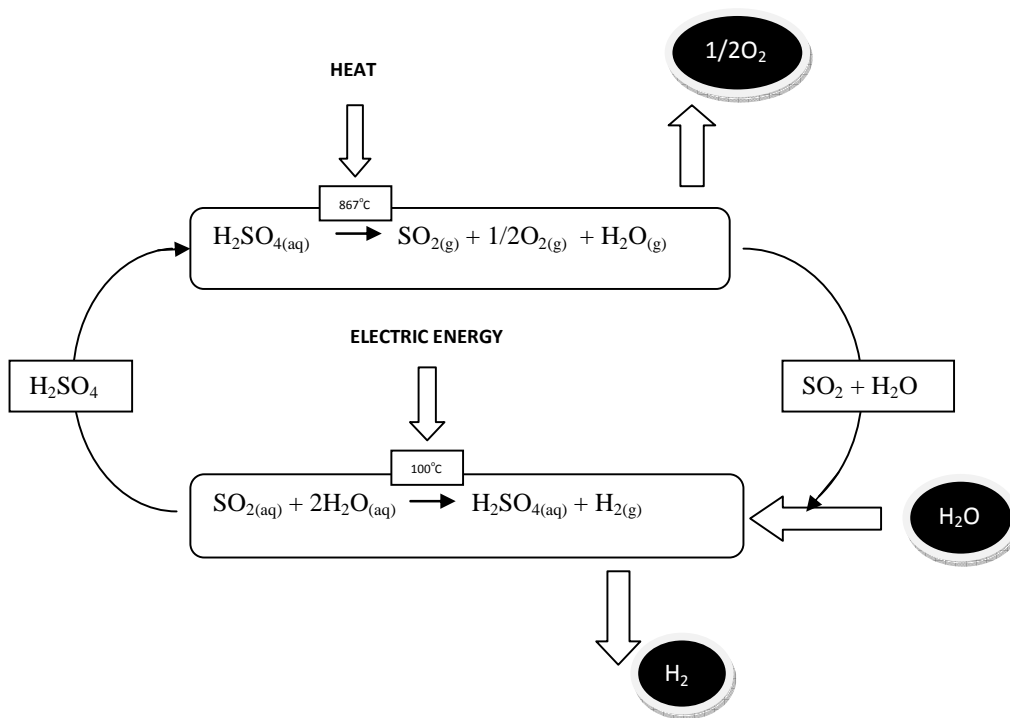 1/2O₂
HEAT
867°C
H₂SO₄(aq) → SO₂(g) + 1/2O₂(g) + H₂O(g)
ELECTRIC ENERGY
H₂SO₄
SO₂ + H₂O
100°C
SO₂(aq) + 2H₂O(aq) → H₂SO₄(aq) + H₂(g)
H₂O
H₂